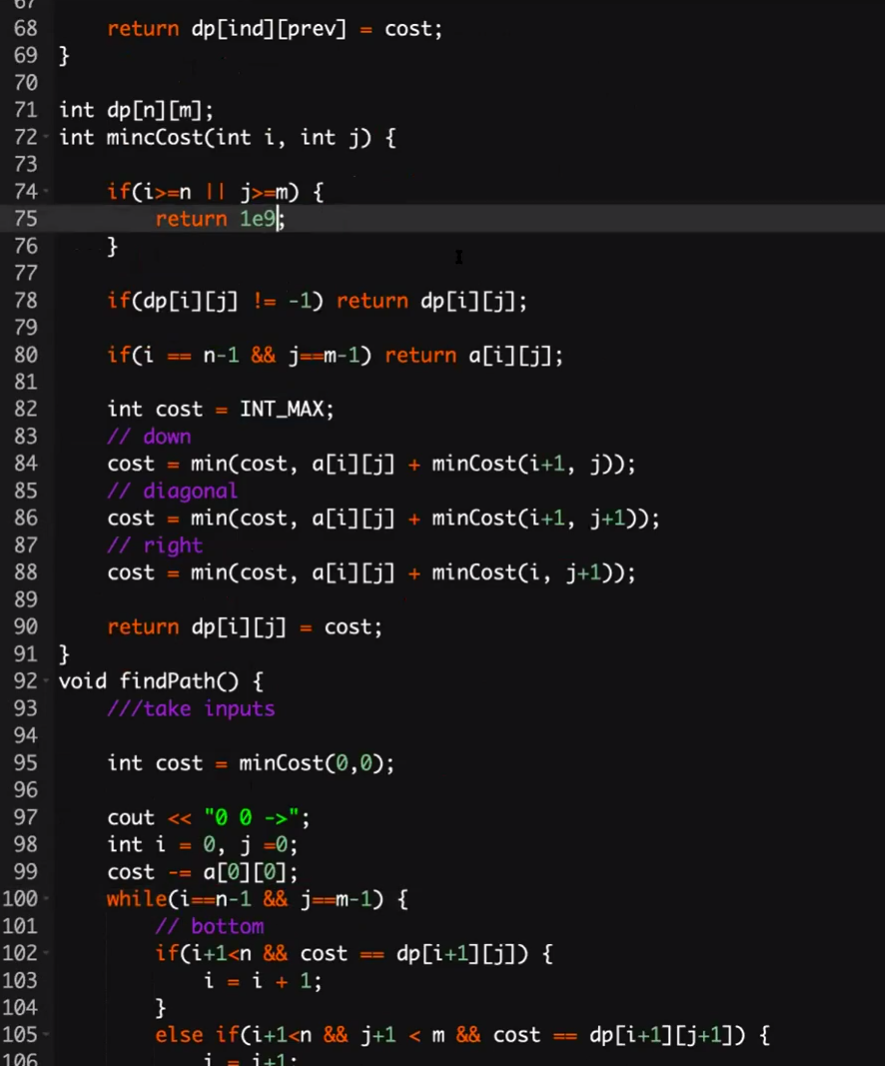 67
68 return dp[ind][prev] = cost;
69 }
70
71 int dp[n][m];
72 int mincCost(int i, int j) {
73
74 if(i>=n || j>=m) {
75 return 1e9;
76 }
77
78 if(dp[i][j] != -1) return dp[i][j];
79
80 if(i == n-1 && j==m-1) return a[i][j];
81
82 int cost = INT_MAX;
83 // down
84 cost = min(cost, a[i][j] + minCost(i+1, j));
85 // diagonal
86 cost = min(cost, a[i][j] + minCost(i+1, j+1));
87 // right
88 cost = min(cost, a[i][j] + minCost(i, j+1));
89
90 return dp[i][j] = cost;
91 }
92 void findPath() {
93 ///take inputs
94
95 int cost = minCost(0,0);
96
97 cout << "0 0 ->";
98 int i = 0, j =0;
99 cost -= a[0][0];
100 while(i==n-1 && j==m-1) {
101 // bottom
102 if(i+1<n && cost == dp[i+1][j]) {
103 i = i + 1;
104 }
105 else if(i+1<n && j+1 < m && cost == dp[i+1][j+1]) {
106 i = i+1;